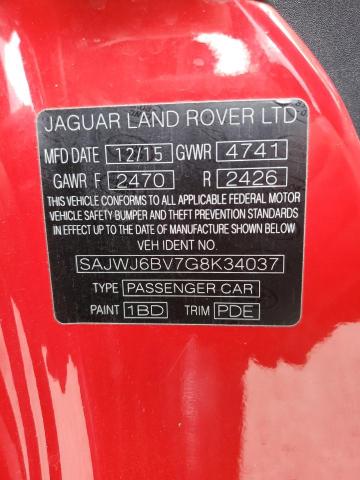 JAGUAR LAND ROVER LTD
MFD DATE 12/15 GVWR 4741
GAWR F 2470 R 2426
THIS VEHICLE CONFORMS TO ALL APPLICABLE FEDERAL MOTOR
VEHICLE SAFETY·BUMPER AND THEFT PREVENTION STANDARDS IN
EFFECT UP TO THE DATE OF MANUFACTURE SHOWN ABOVE
VEH IDENT NO.
SAJWJ6BV7G8K34037
TYPE PASSENGER CAR
PAINT 1BD TRIM PDE